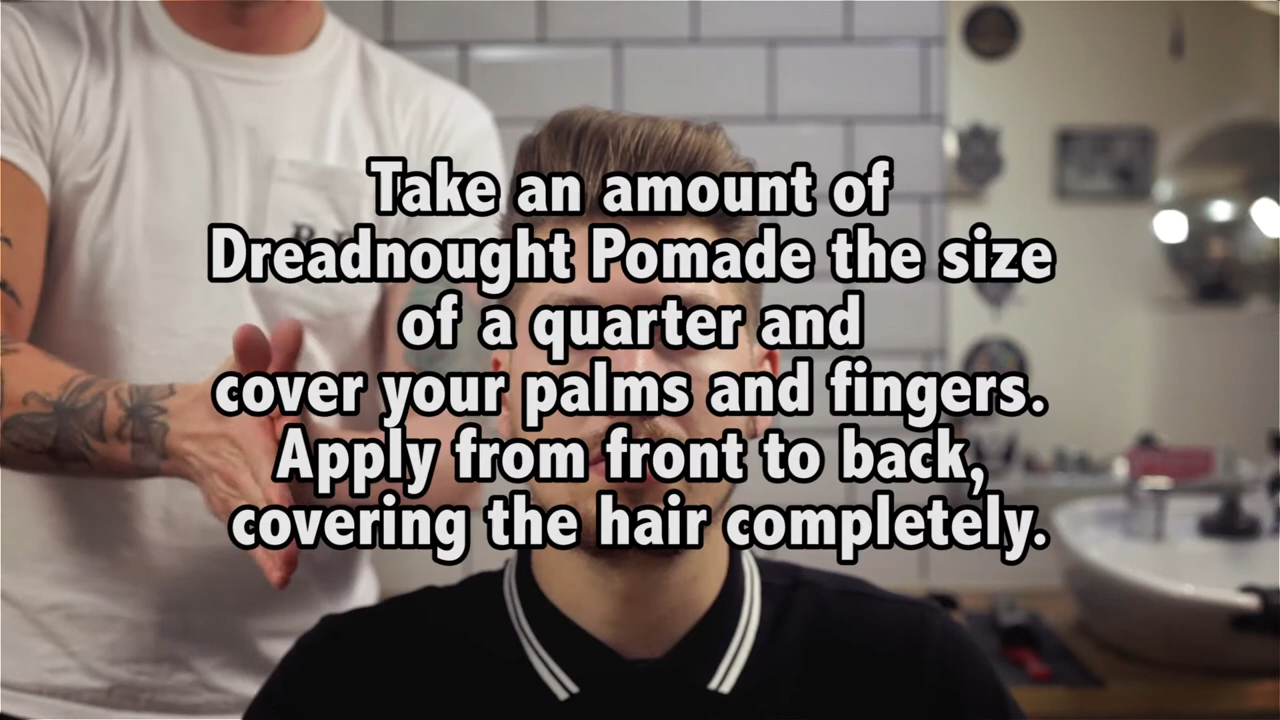 Take an amount of
Dreadnought Pomade the size
of a quarter and
cover your palms and fingers.
Apply from front to back,
covering the hair completely.